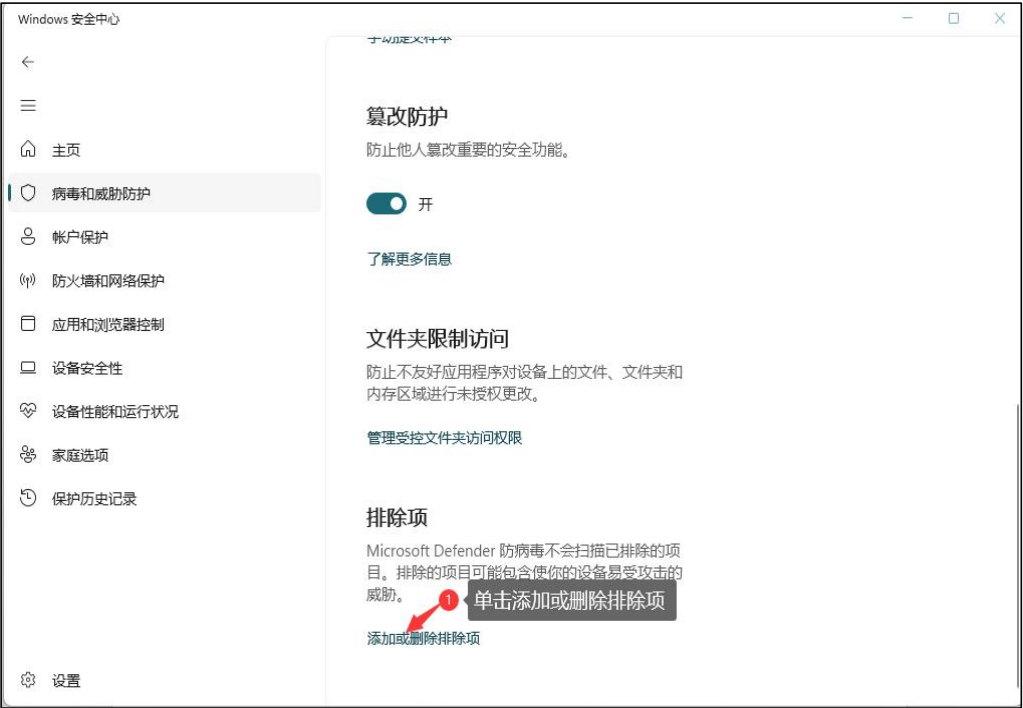 Windows 安全中心
主页
病毒和威胁防护
帐户保护
防火墙和网络保护
应用和浏览器控制
设备安全性
设备性能和运行状况
家庭选项
保护历史记录
设置
手动提交样本
篡改防护
防止他人篡改重要的安全功能。
开
了解更多信息
文件夹限制访问
防止不友好应用程序对设备上的文件、文件夹和
内存区域进行未授权更改。
管理受控文件夹访问权限
排除项
Microsoft Defender 防病毒不会扫描已排除的项
目。排除的项目可能包含使你的设备易受攻击的
威胁。
1 单击添加或删除排除项
添加或删除排除项